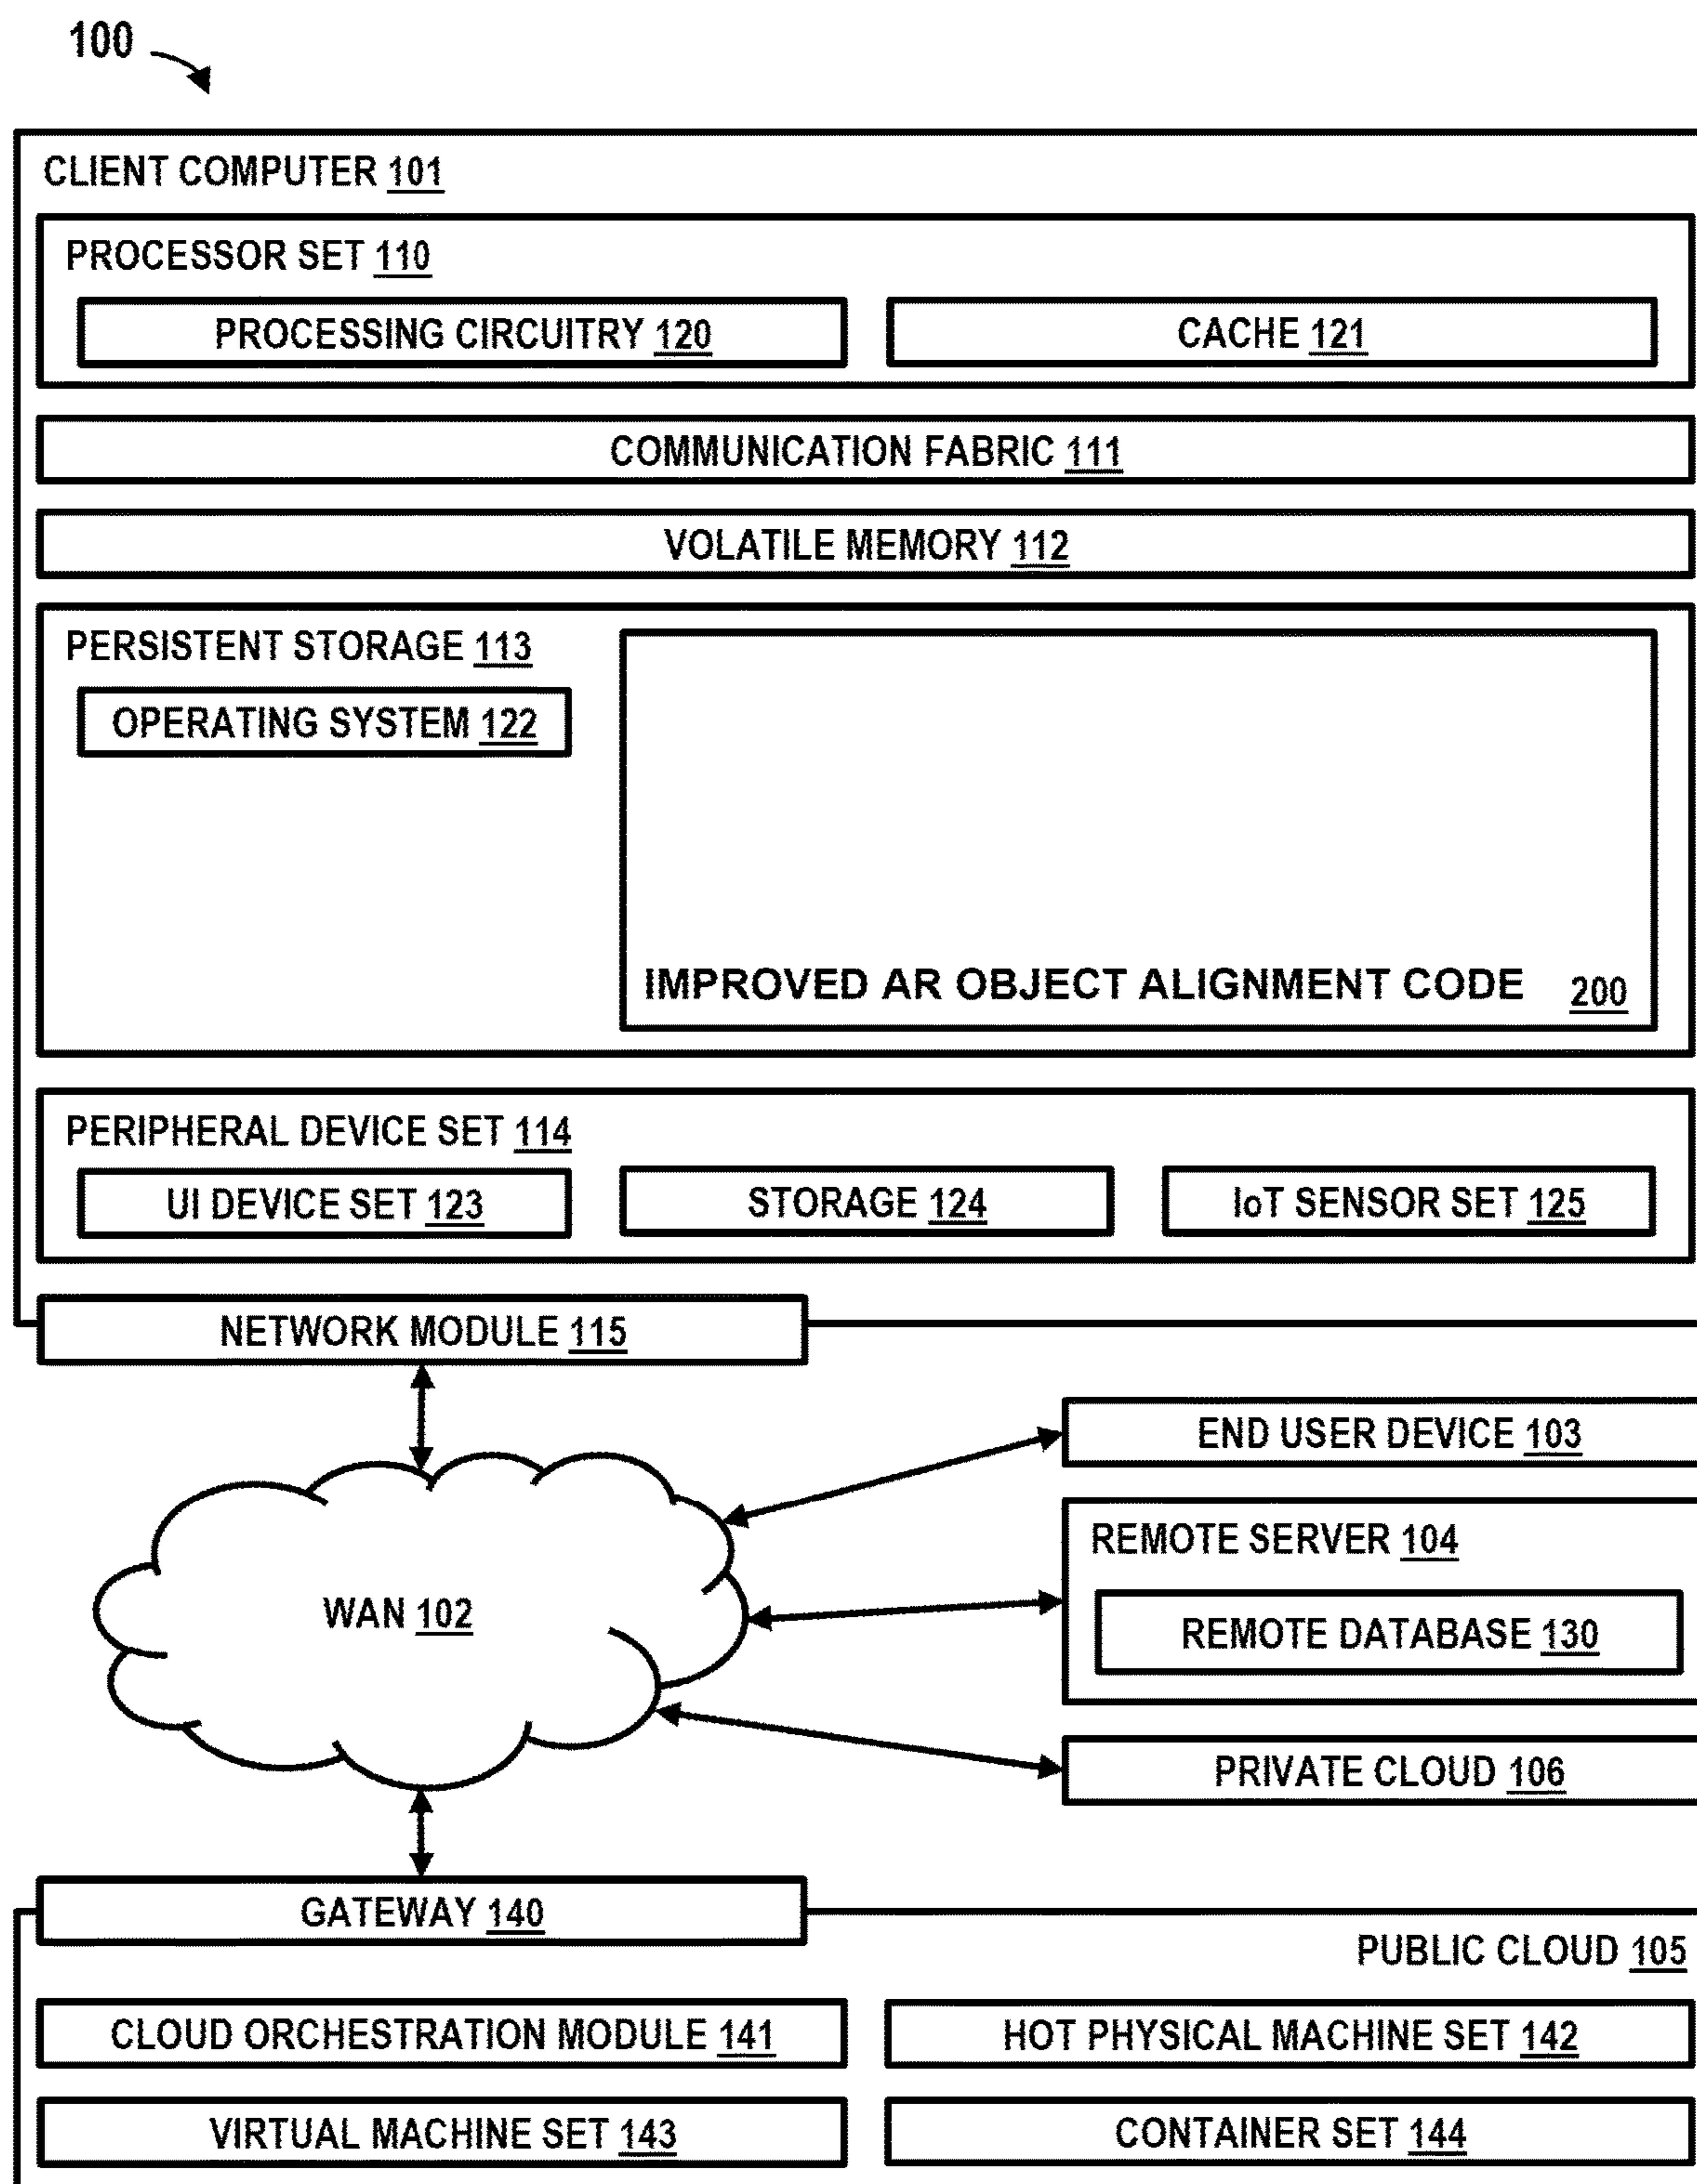 100
CLIENT COMPUTER 101
PROCESSOR SET 110
PROCESSING CIRCUITRY 120
CACHE 121
COMMUNICATION FABRIC 111
VOLATILE MEMORY 112
PERSISTENT STORAGE 113
OPERATING SYSTEM 122
IMPROVED AR OBJECT ALIGNMENT CODE 200
PERIPHERAL DEVICE SET 114
UI DEVICE SET 123
STORAGE 124
IoT SENSOR SET 125
NETWORK MODULE 115
END USER DEVICE 103
REMOTE SERVER 104
WAN 102
REMOTE DATABASE 130
PRIVATE CLOUD 106
GATEWAY 140
PUBLIC CLOUD 105
CLOUD ORCHESTRATION MODULE 141
HOT PHYSICAL MACHINE SET 142
VIRTUAL MACHINE SET 143
CONTAINER SET 144